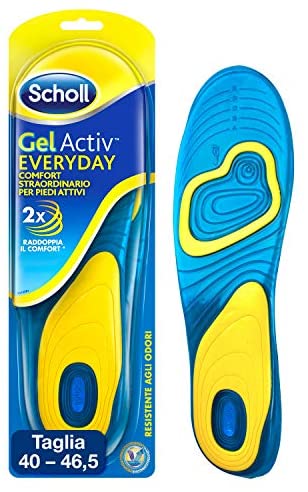 Scholl
Gel Activ™
EVERYDAY
COMFORT
STRAORDINARIO
PER PIEDI ATTIVI
2x
RADDOPPIA
IL COMFORT*
RESISTENTE AGLI ODORI
Taglia
40 – 46,5